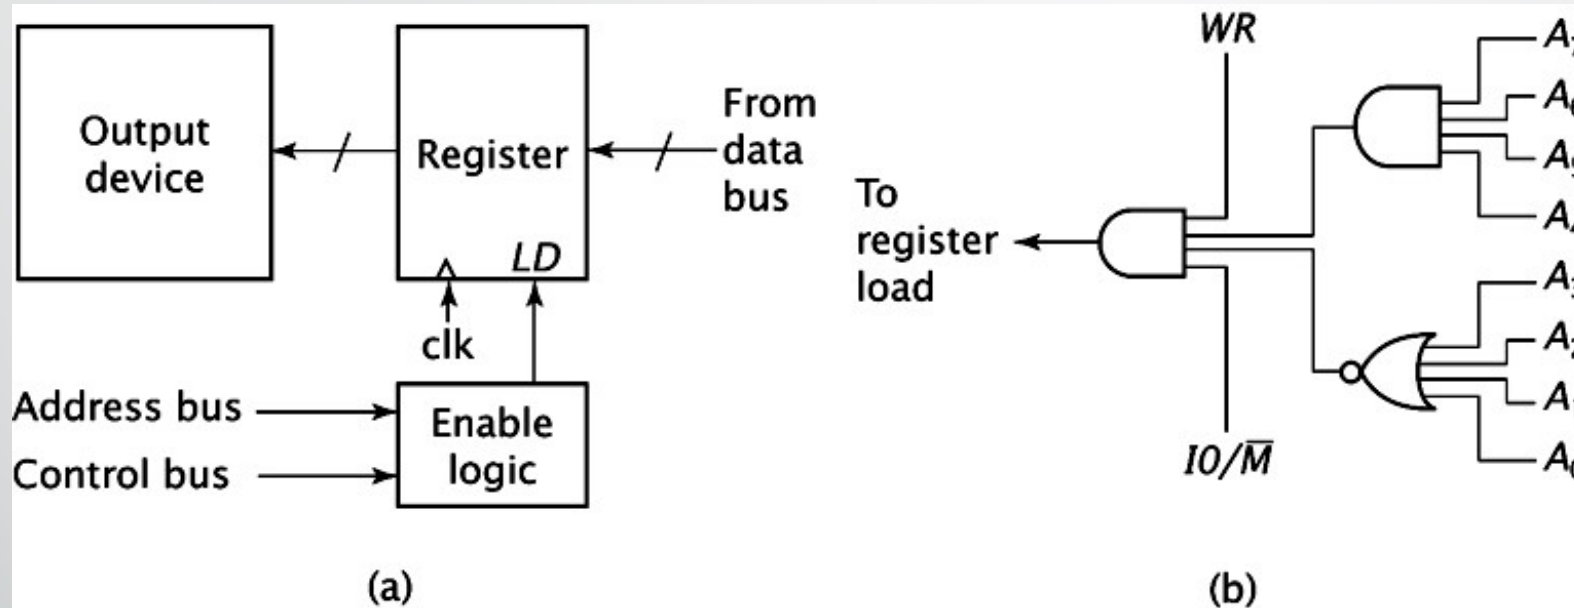 Output
device
Register
LD
clk
From
data
bus
Address bus
Control bus
Enable
logic
(a)
WR
To
register
load
IO/M̅
A
A
A
A
A
A
A
A
(b)